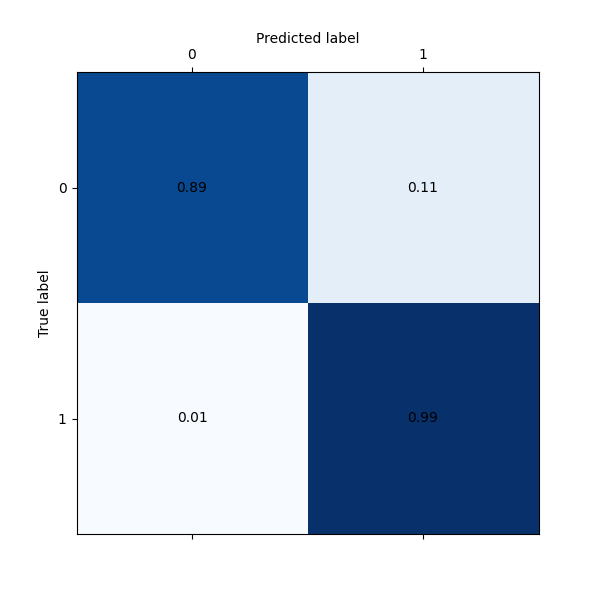 Predicted label
0 1
0 0.89 0.11
True label
1 0.01 0.99